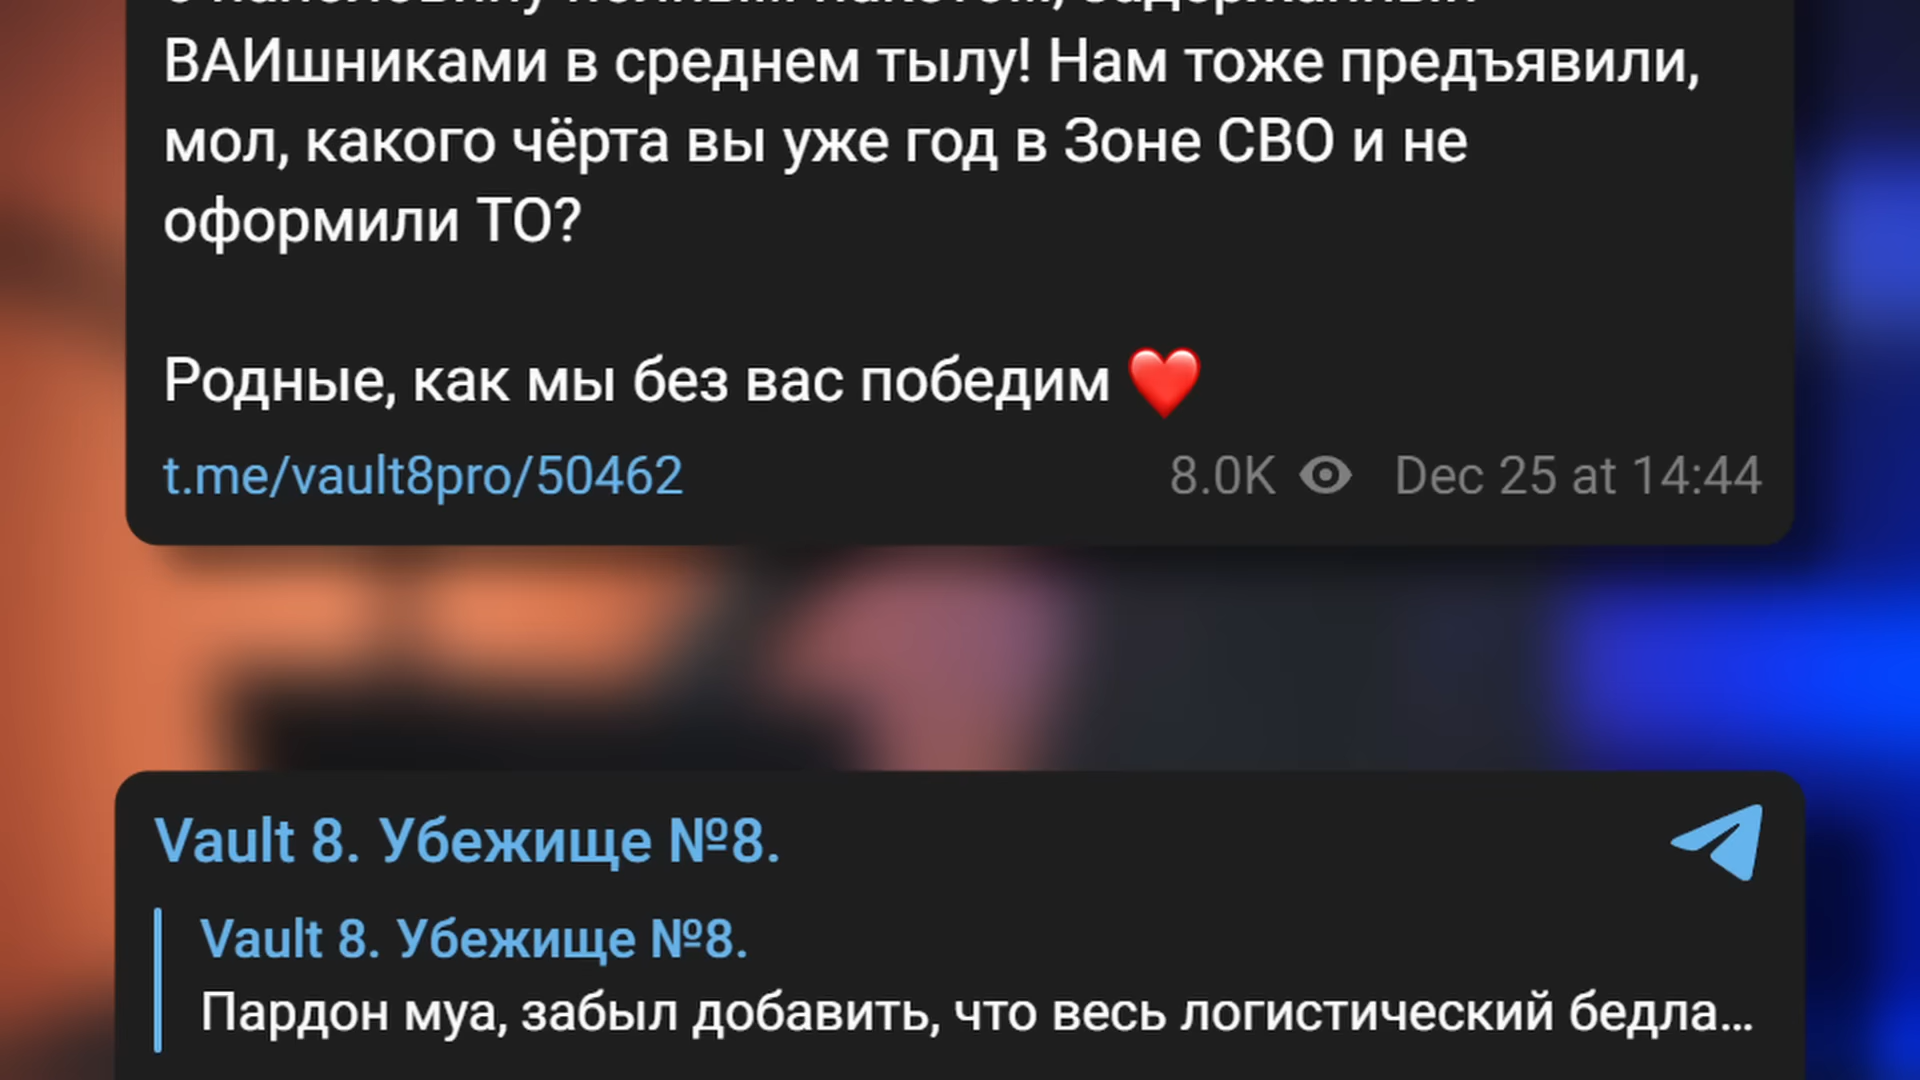 ВАИшниками в среднем тылу! Нам тоже предъявили,
мол, какого чёрта вы уже год в Зоне СВО и не
оформили ТО?
Родные, как мы без вас победим ❤️
t.me/vault8pro/50462 8.0K Dec 25 at 14:44
Vault 8. Убежище №8.
Vault 8. Убежище №8.
Пардон муа, забыл добавить, что весь логистический бедла...